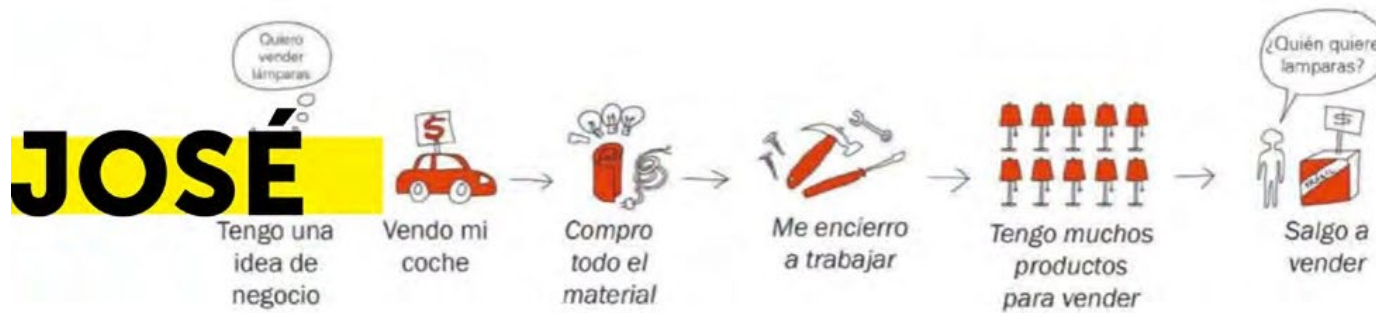 Quiero
vender
lámparas
¿Quién quiere
lamparas?
$
$
JOSÉ
Tengo una
idea de
negocio
Vendo mi
coche
Compro
todo el
material
Me encierro
a trabajar
Tengo muchos
productos
para vender
Salgo a
vender